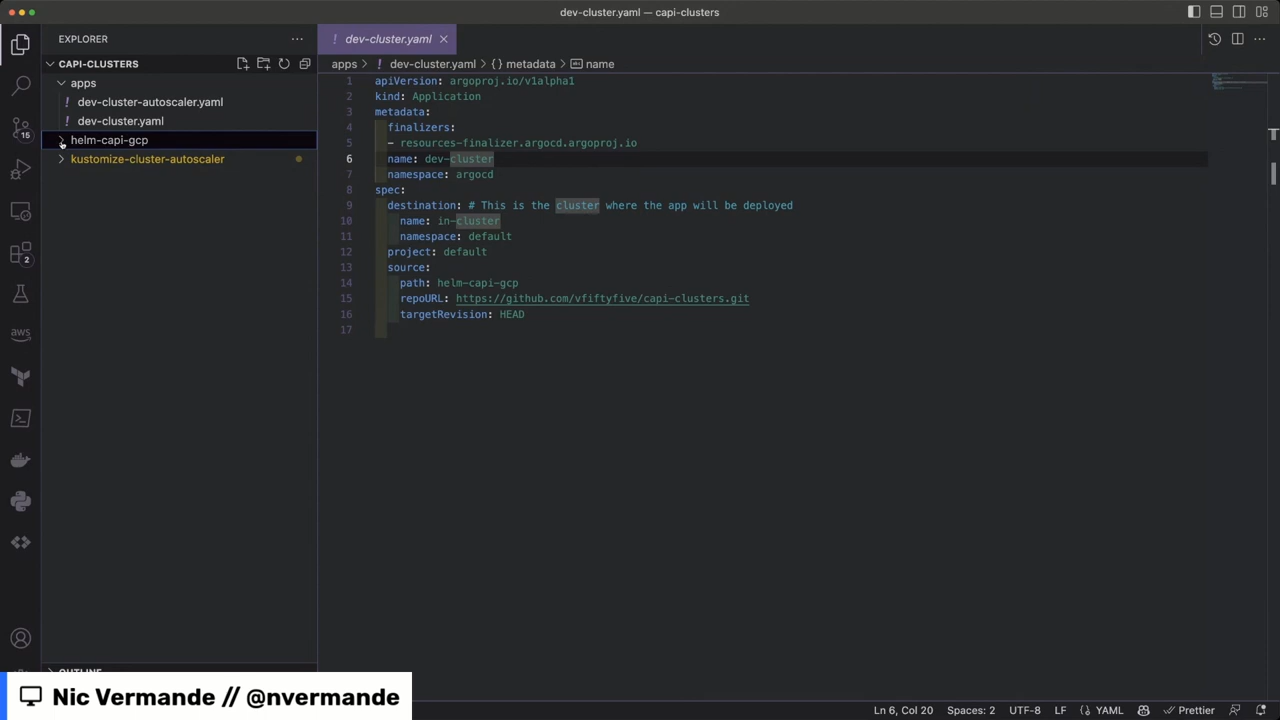 dev-cluster.yaml — capi-clusters
EXPLORER
dev-cluster.yaml
CAPI-CLUSTERS
apps > dev-cluster.yaml > {} metadata > abc name
apps
dev-cluster-autoscaler.yaml
dev-cluster.yaml
helm-capi-gcp
kustomize-cluster-autoscaler
15
2
aws
1 apiVersion: argoproj.io/v1alpha1
2 kind: Application
3 metadata:
4 finalizers:
5 - resources-finalizer.argocd.argoproj.io
6 name: dev-cluster
7 namespace: argocd
8 spec:
9 destination: # This is the cluster where the app will be deployed
10 name: in-cluster
11 namespace: default
12 project: default
13 source:
14 path: helm-capi-gcp
15 repoURL: https://github.com/vfiftyfive/capi-clusters.git
16 targetRevision: HEAD
17
OUTLINE
Nic Vermande // @nvermande
Ln 6, Col 20 Spaces: 2 UTF-8 LF {} YAML Prettier